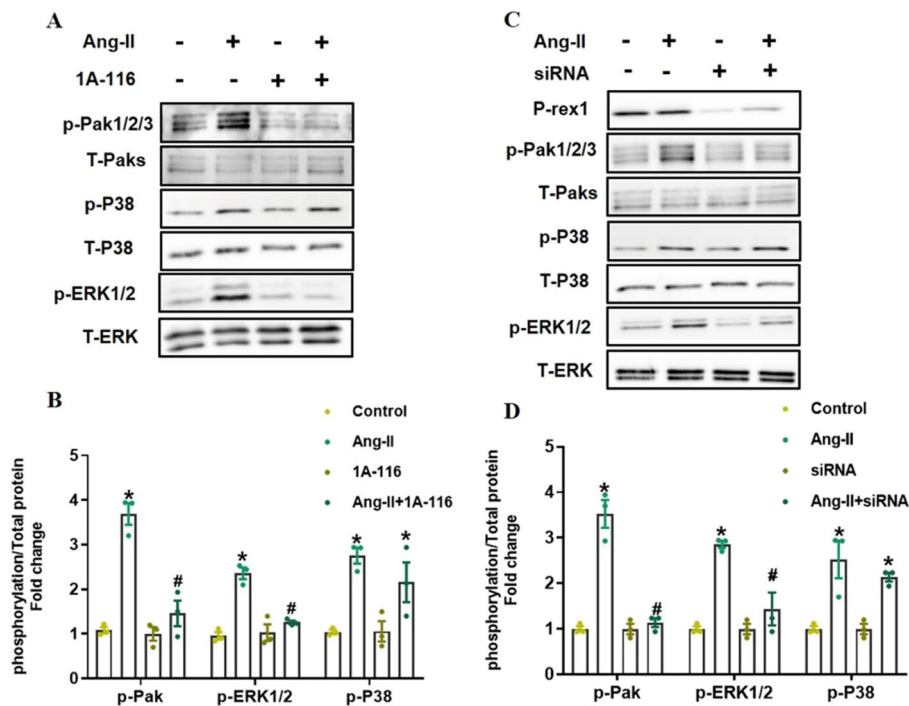 A
Ang-II - + - +
1A-116 - - + +
p-Pak1/2/3
T-Paks
p-P38
T-P38
p-ERK1/2
T-ERK
B
Control
Ang-II
1A-116
Ang-II+1A-116
phosphorylation/Total protein
Fold change
5
4
3
2
1
0
* # * # * *
p-Pak p-ERK1/2 p-P38
C
Ang-II - + - +
siRNA - - + +
P-rex1
p-Pak1/2/3
T-Paks
p-P38
T-P38
p-ERK1/2
T-ERK
D
Control
Ang-II
siRNA
Ang-II+siRNA
phosphorylation/Total protein
Fold change
5
4
3
2
1
0
* # * # * *
p-Pak p-ERK1/2 p-P38